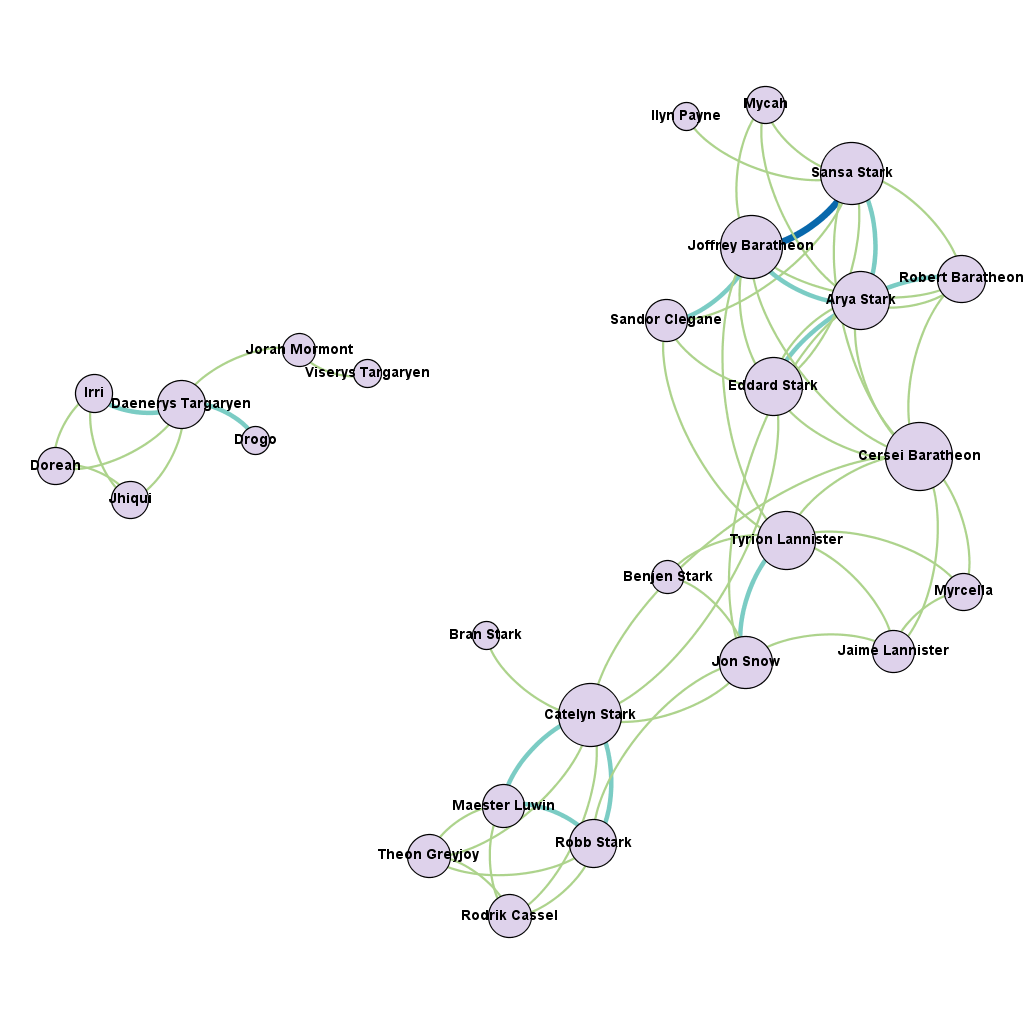 Mycah
Ilyn Payne
Sansa Stark
Joffrey Baratheon
Robert Baratheon
Arya Stark
Sandor Clegane
Jorah Mormont
Viserys Targaryen
Eddard Stark
Irri
Daenerys Targaryen
Drogo
Cersei Baratheon
Doreah
Jhiqui
Tyrion Lannister
Benjen Stark
Myrcella
Bran Stark
Jaime Lannister
Jon Snow
Catelyn Stark
Maester Luwin
Robb Stark
Theon Greyjoy
Rodrik Cassel